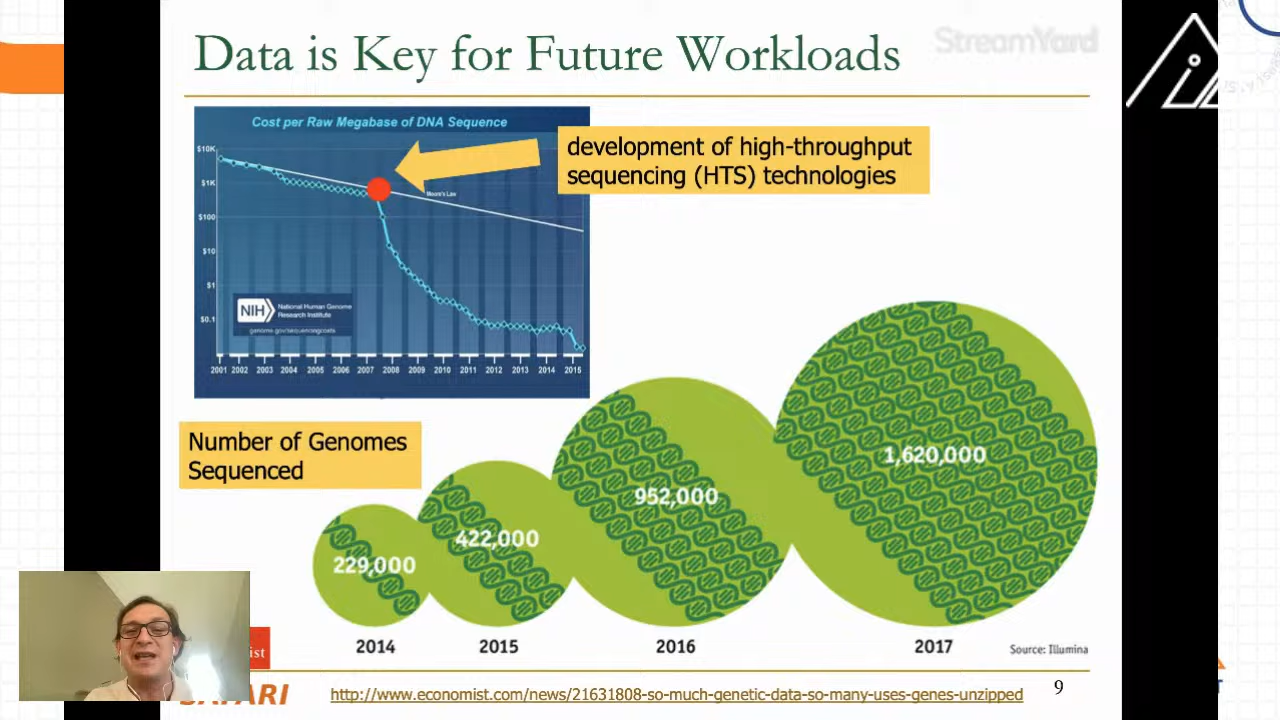 Data is Key for Future Workloads
StreamYard
Cost per Raw Megabase of DNA Sequence
$10K
$1K
$100
$10
$1
$0.1
Moore's Law
development of high-throughput
sequencing (HTS) technologies
NIH
National Human Genome
Research Institute
genome.gov/sequencingcosts
2001 2002 2003 2004 2005 2006 2007 2008 2009 2010 2011 2012 2013 2014 2015
Number of Genomes
Sequenced
229,000
422,000
952,000
1,620,000
2014
2015
2016
2017
Source: Illumina
ist
SAFARI
http://www.economist.com/news/21631808-so-much-genetic-data-so-many-uses-genes-unzipped
9